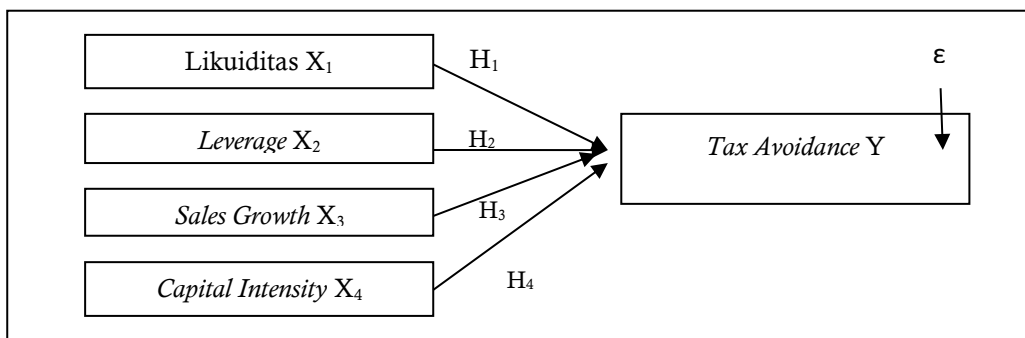 Likuiditas X₁
H₁
ε
Leverage X₂
H₂
Tax Avoidance Y
Sales Growth X₃
H₃
Capital Intensity X₄
H₄